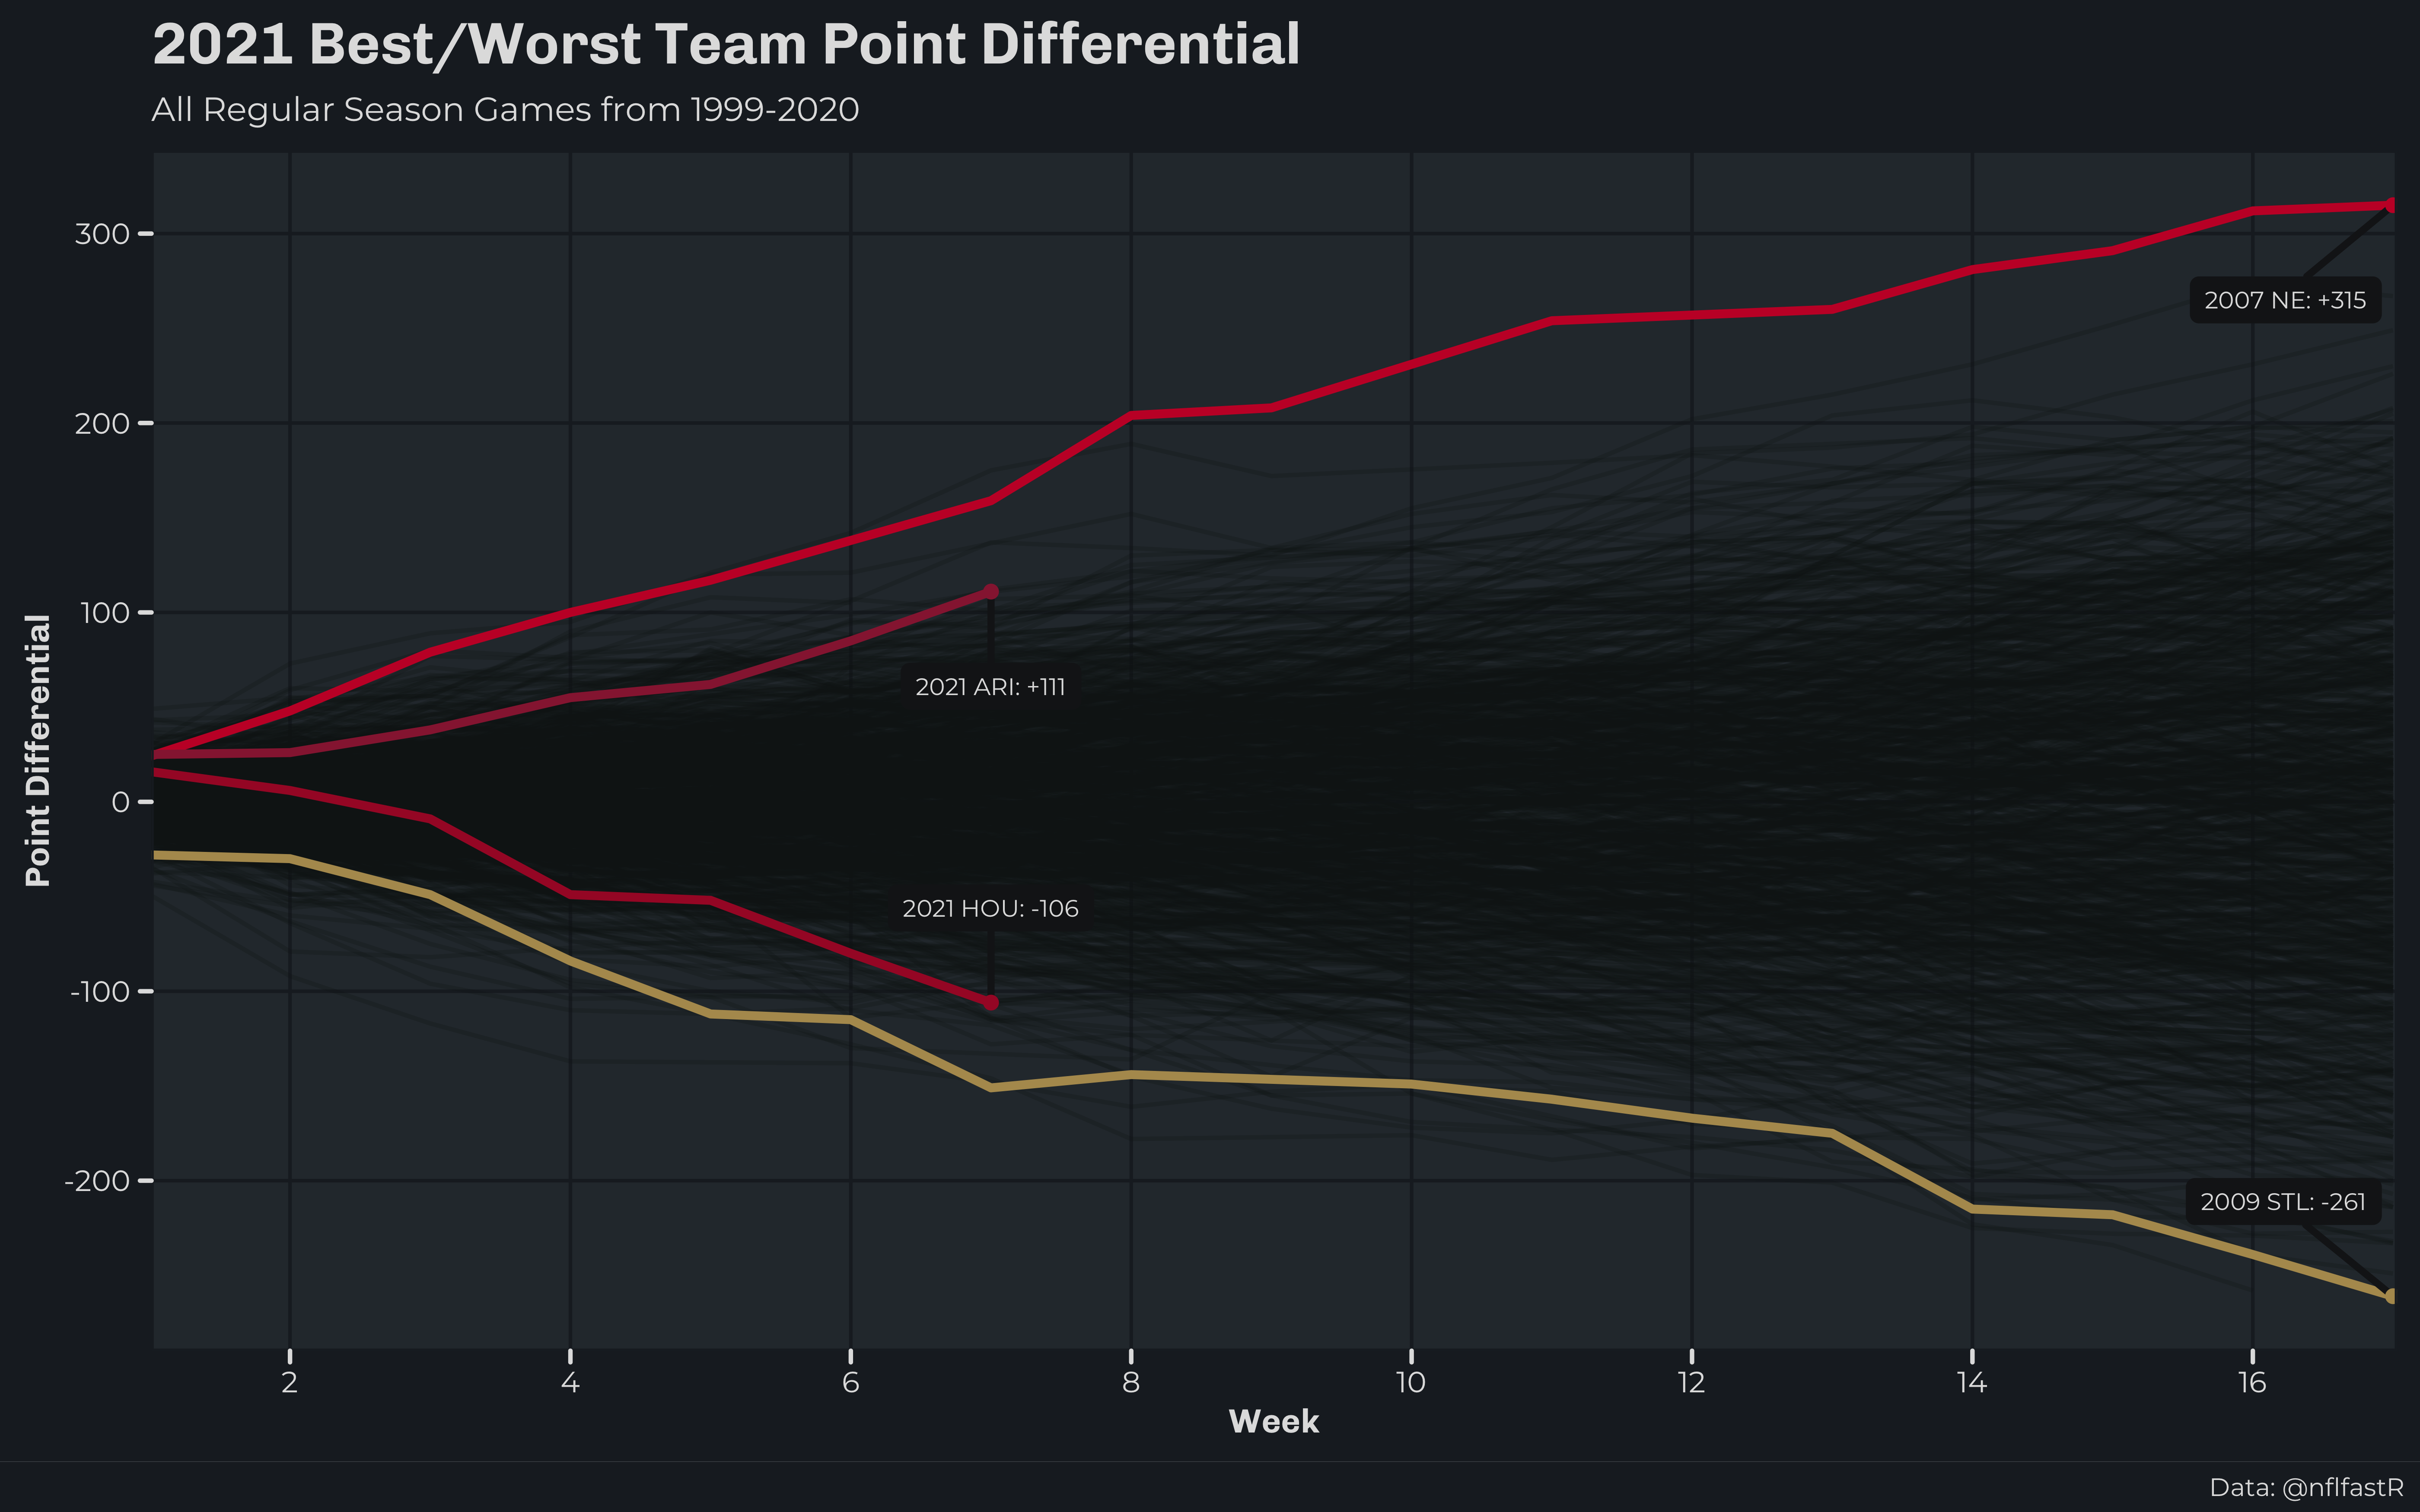 2021 Best/Worst Team Point Differential
All Regular Season Games from 1999-2020
Point Differential
300
200
100
0
-100
-200
2007 NE: +315
2021 ARI: +111
2021 HOU: -106
2009 STL: -261
2 4 6 8 10 12 14 16
Week
Data: @nflfastR